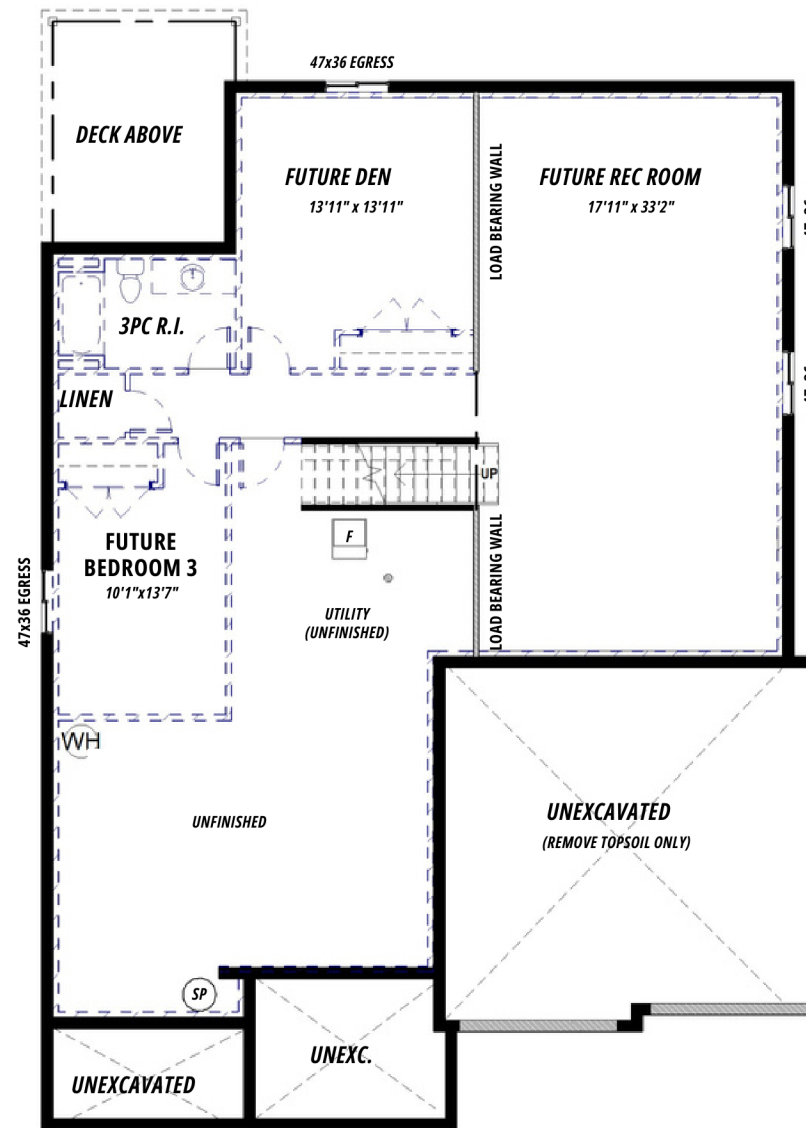 47x36 EGRESS
DECK ABOVE
FUTURE DEN
13'11" x 13'11"
LOAD BEARING WALL
FUTURE REC ROOM
17'11" x 33'2"
3PC R.I.
LINEN
UP
F
FUTURE
BEDROOM 3
10'1"x13'7"
47x36 EGRESS
UTILITY
(UNFINISHED)
LOAD BEARING WALL
WH
UNFINISHED
UNEXCAVATED
(REMOVE TOPSOIL ONLY)
SP
UNEXC.
UNEXCAVATED